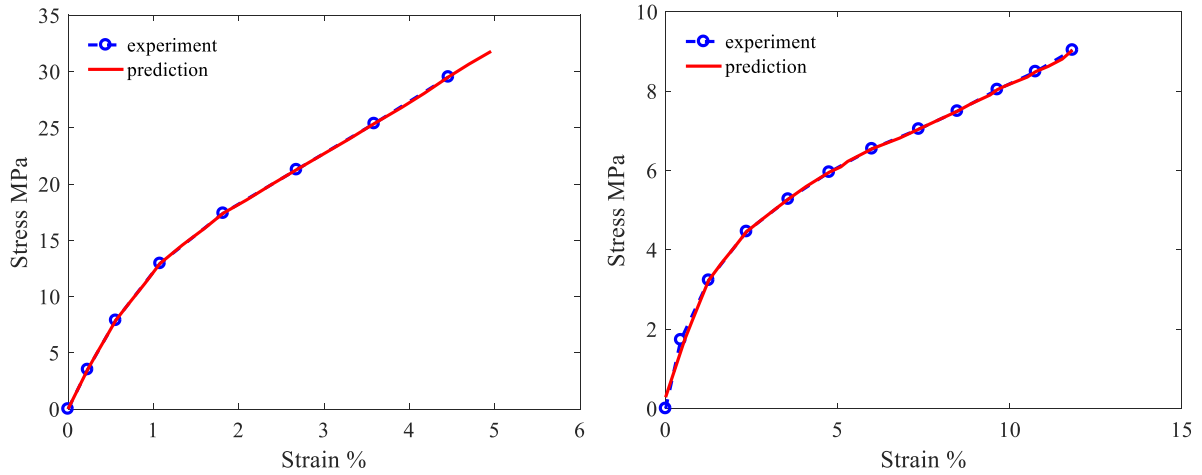 35
30
25
20
15
10
5
0
Stress MPa
experiment
prediction
0 1 2 3 4 5 6
Strain %
10
8
6
4
2
0
Stress MPa
experiment
prediction
0 5 10 15
Strain %